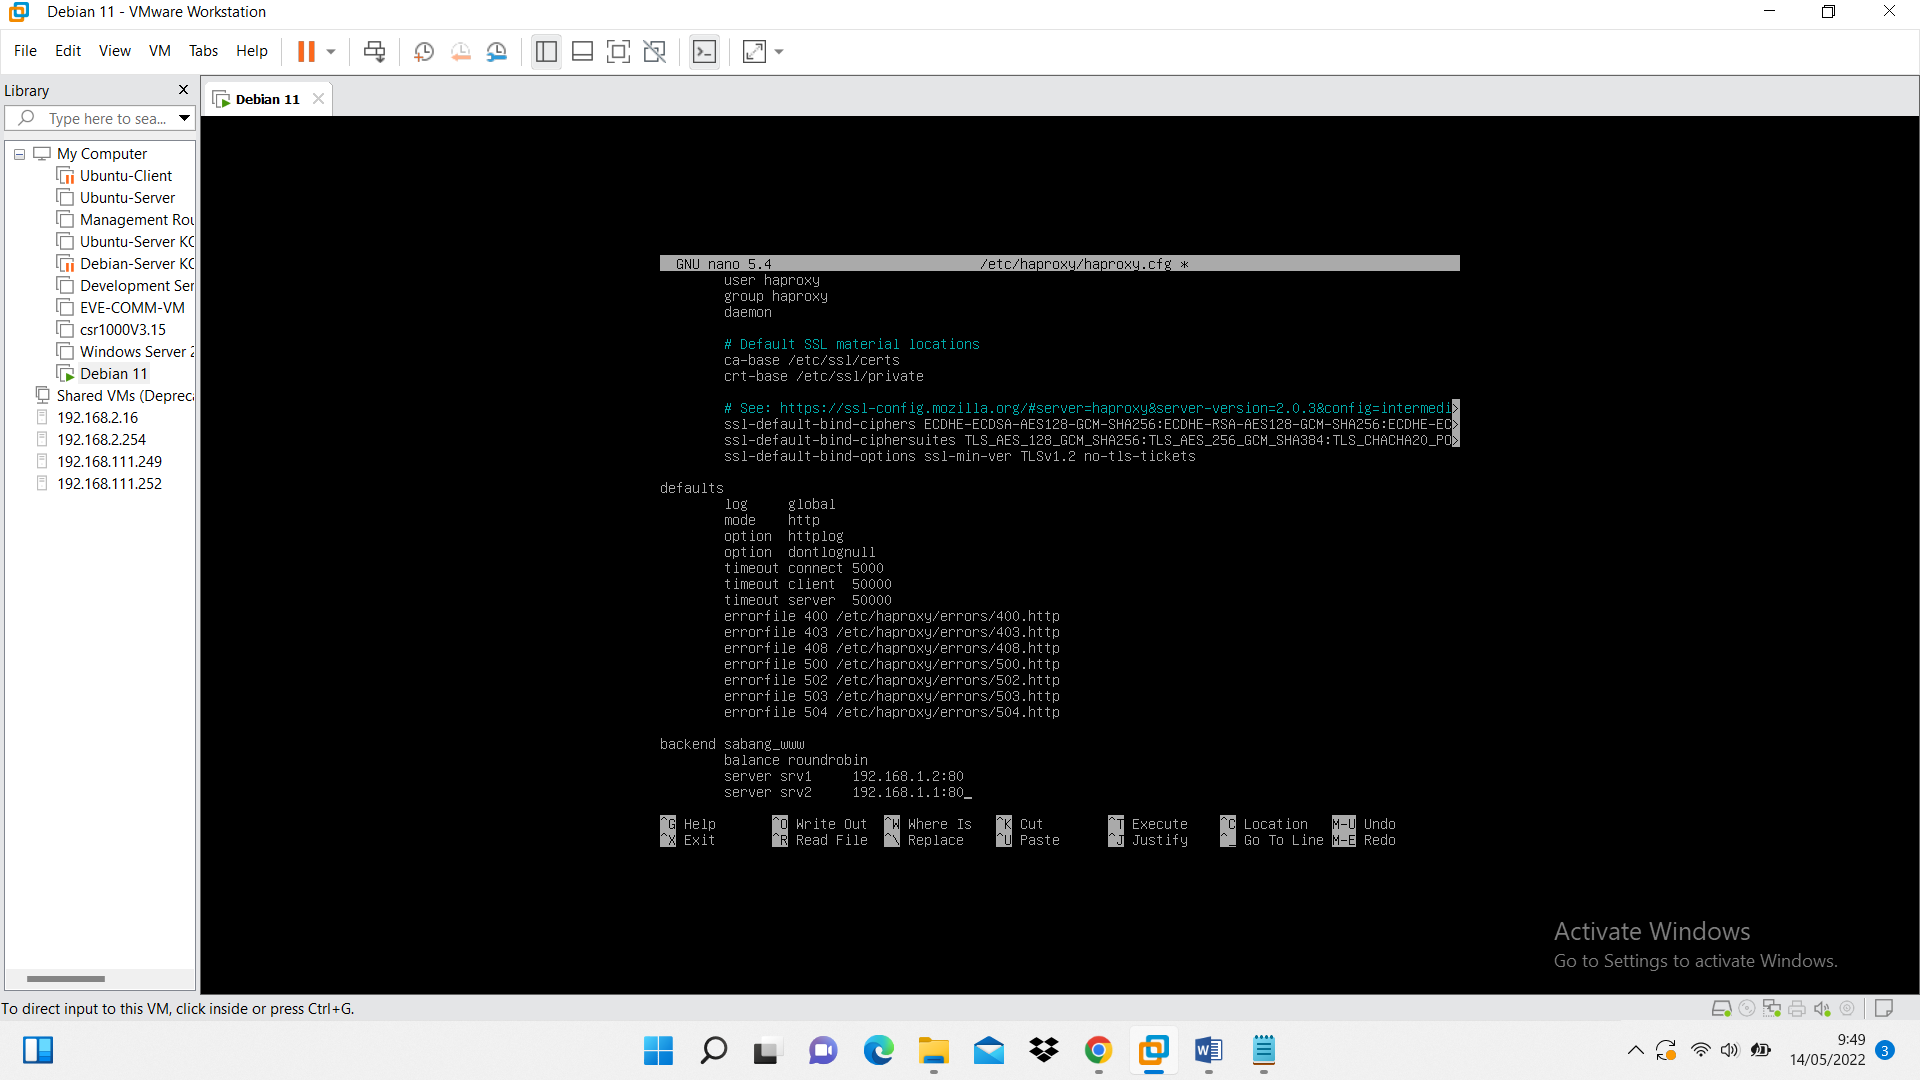 Debian 11 - VMware Workstation
File Edit View VM Tabs Help
Library
Type here to sea...
Debian 11
My Computer
Ubuntu-Client
Ubuntu-Server
Management Rou
Ubuntu-Server KC
Debian-Server KC
Development Ser
EVE-COMM-VM
csr1000V3.15
Windows Server 2
Debian 11
Shared VMs (Depreca
192.168.2.16
192.168.2.254
192.168.111.249
192.168.111.252
GNU nano 5.4 /etc/haproxy/haproxy.cfg *
user haproxy
group haproxy
daemon
# Default SSL material locations
ca-base /etc/ssl/certs
crt-base /etc/ssl/private
# See: https://ssl-config.mozilla.org/#server=haproxy&server-version=2.0.3&config=intermedi>
ssl-default-bind-ciphers ECDHE-ECDSA-AES128-GCM-SHA256:ECDHE-RSA-AES128-GCM-SHA256:ECDHE-EC>
ssl-default-bind-ciphersuites TLS_AES_128_GCM_SHA256:TLS_AES_256_GCM_SHA384:TLS_CHACHA20_PO>
ssl-default-bind-options ssl-min-ver TLSv1.2 no-tls-tickets
defaults
log global
mode http
option httplog
option dontlognull
timeout connect 5000
timeout client 50000
timeout server 50000
errorfile 400 /etc/haproxy/errors/400.http
errorfile 403 /etc/haproxy/errors/403.http
errorfile 408 /etc/haproxy/errors/408.http
errorfile 500 /etc/haproxy/errors/500.http
errorfile 502 /etc/haproxy/errors/502.http
errorfile 503 /etc/haproxy/errors/503.http
errorfile 504 /etc/haproxy/errors/504.http
backend sabang_www
balance roundrobin
server srv1 192.168.1.2:80
server srv2 192.168.1.1:80_
^G Help ^O Write Out ^W Where Is ^K Cut ^T Execute ^C Location M-U Undo
^X Exit ^R Read File ^\ Replace ^U Paste ^J Justify ^_ Go To Line M-E Redo
Activate Windows
Go to Settings to activate Windows.
To direct input to this VM, click inside or press Ctrl+G.
9:49
14/05/2022
3